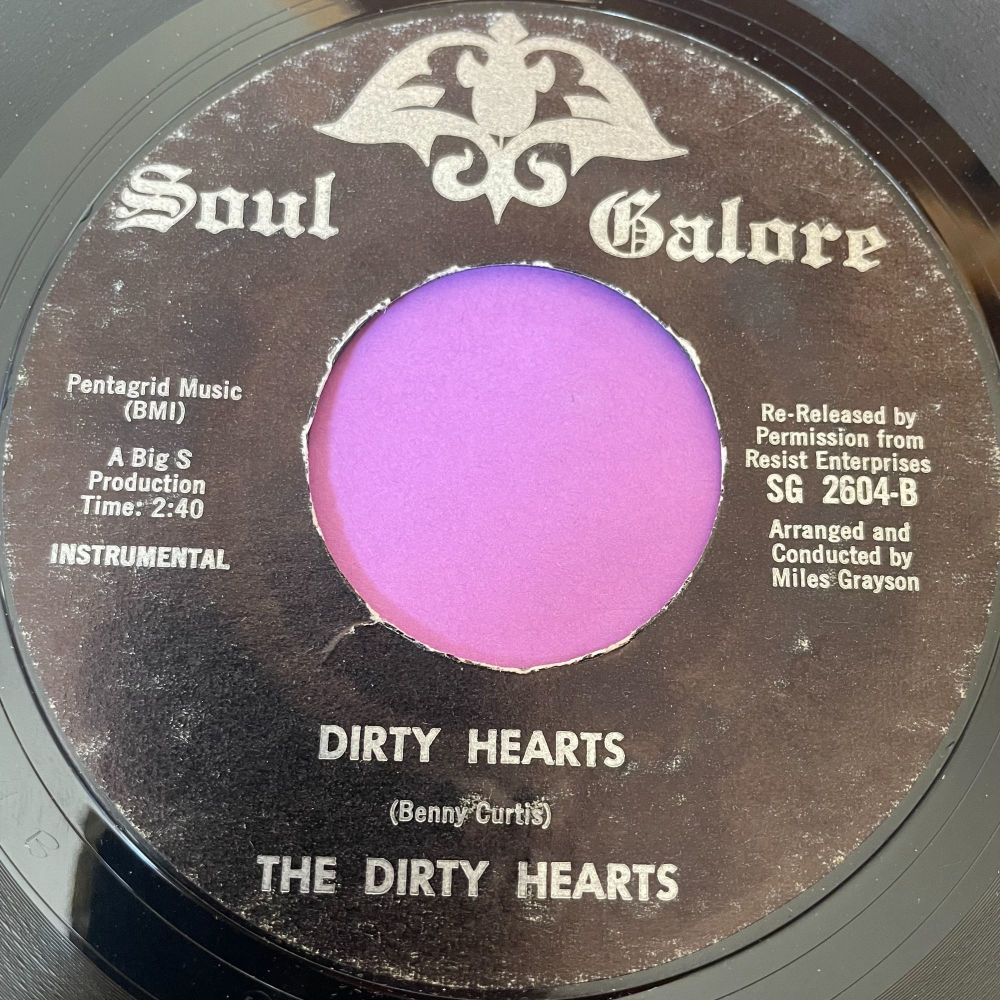 Soul Galore
Pentagrid Music
(BMI)
A Big S
Production
Time: 2:40
INSTRUMENTAL
Re-Released by
Permission from
Resist Enterprises
SG 2604-B
Arranged and
Conducted by
Miles Grayson
DIRTY HEARTS
(Benny Curtis)
THE DIRTY HEARTS